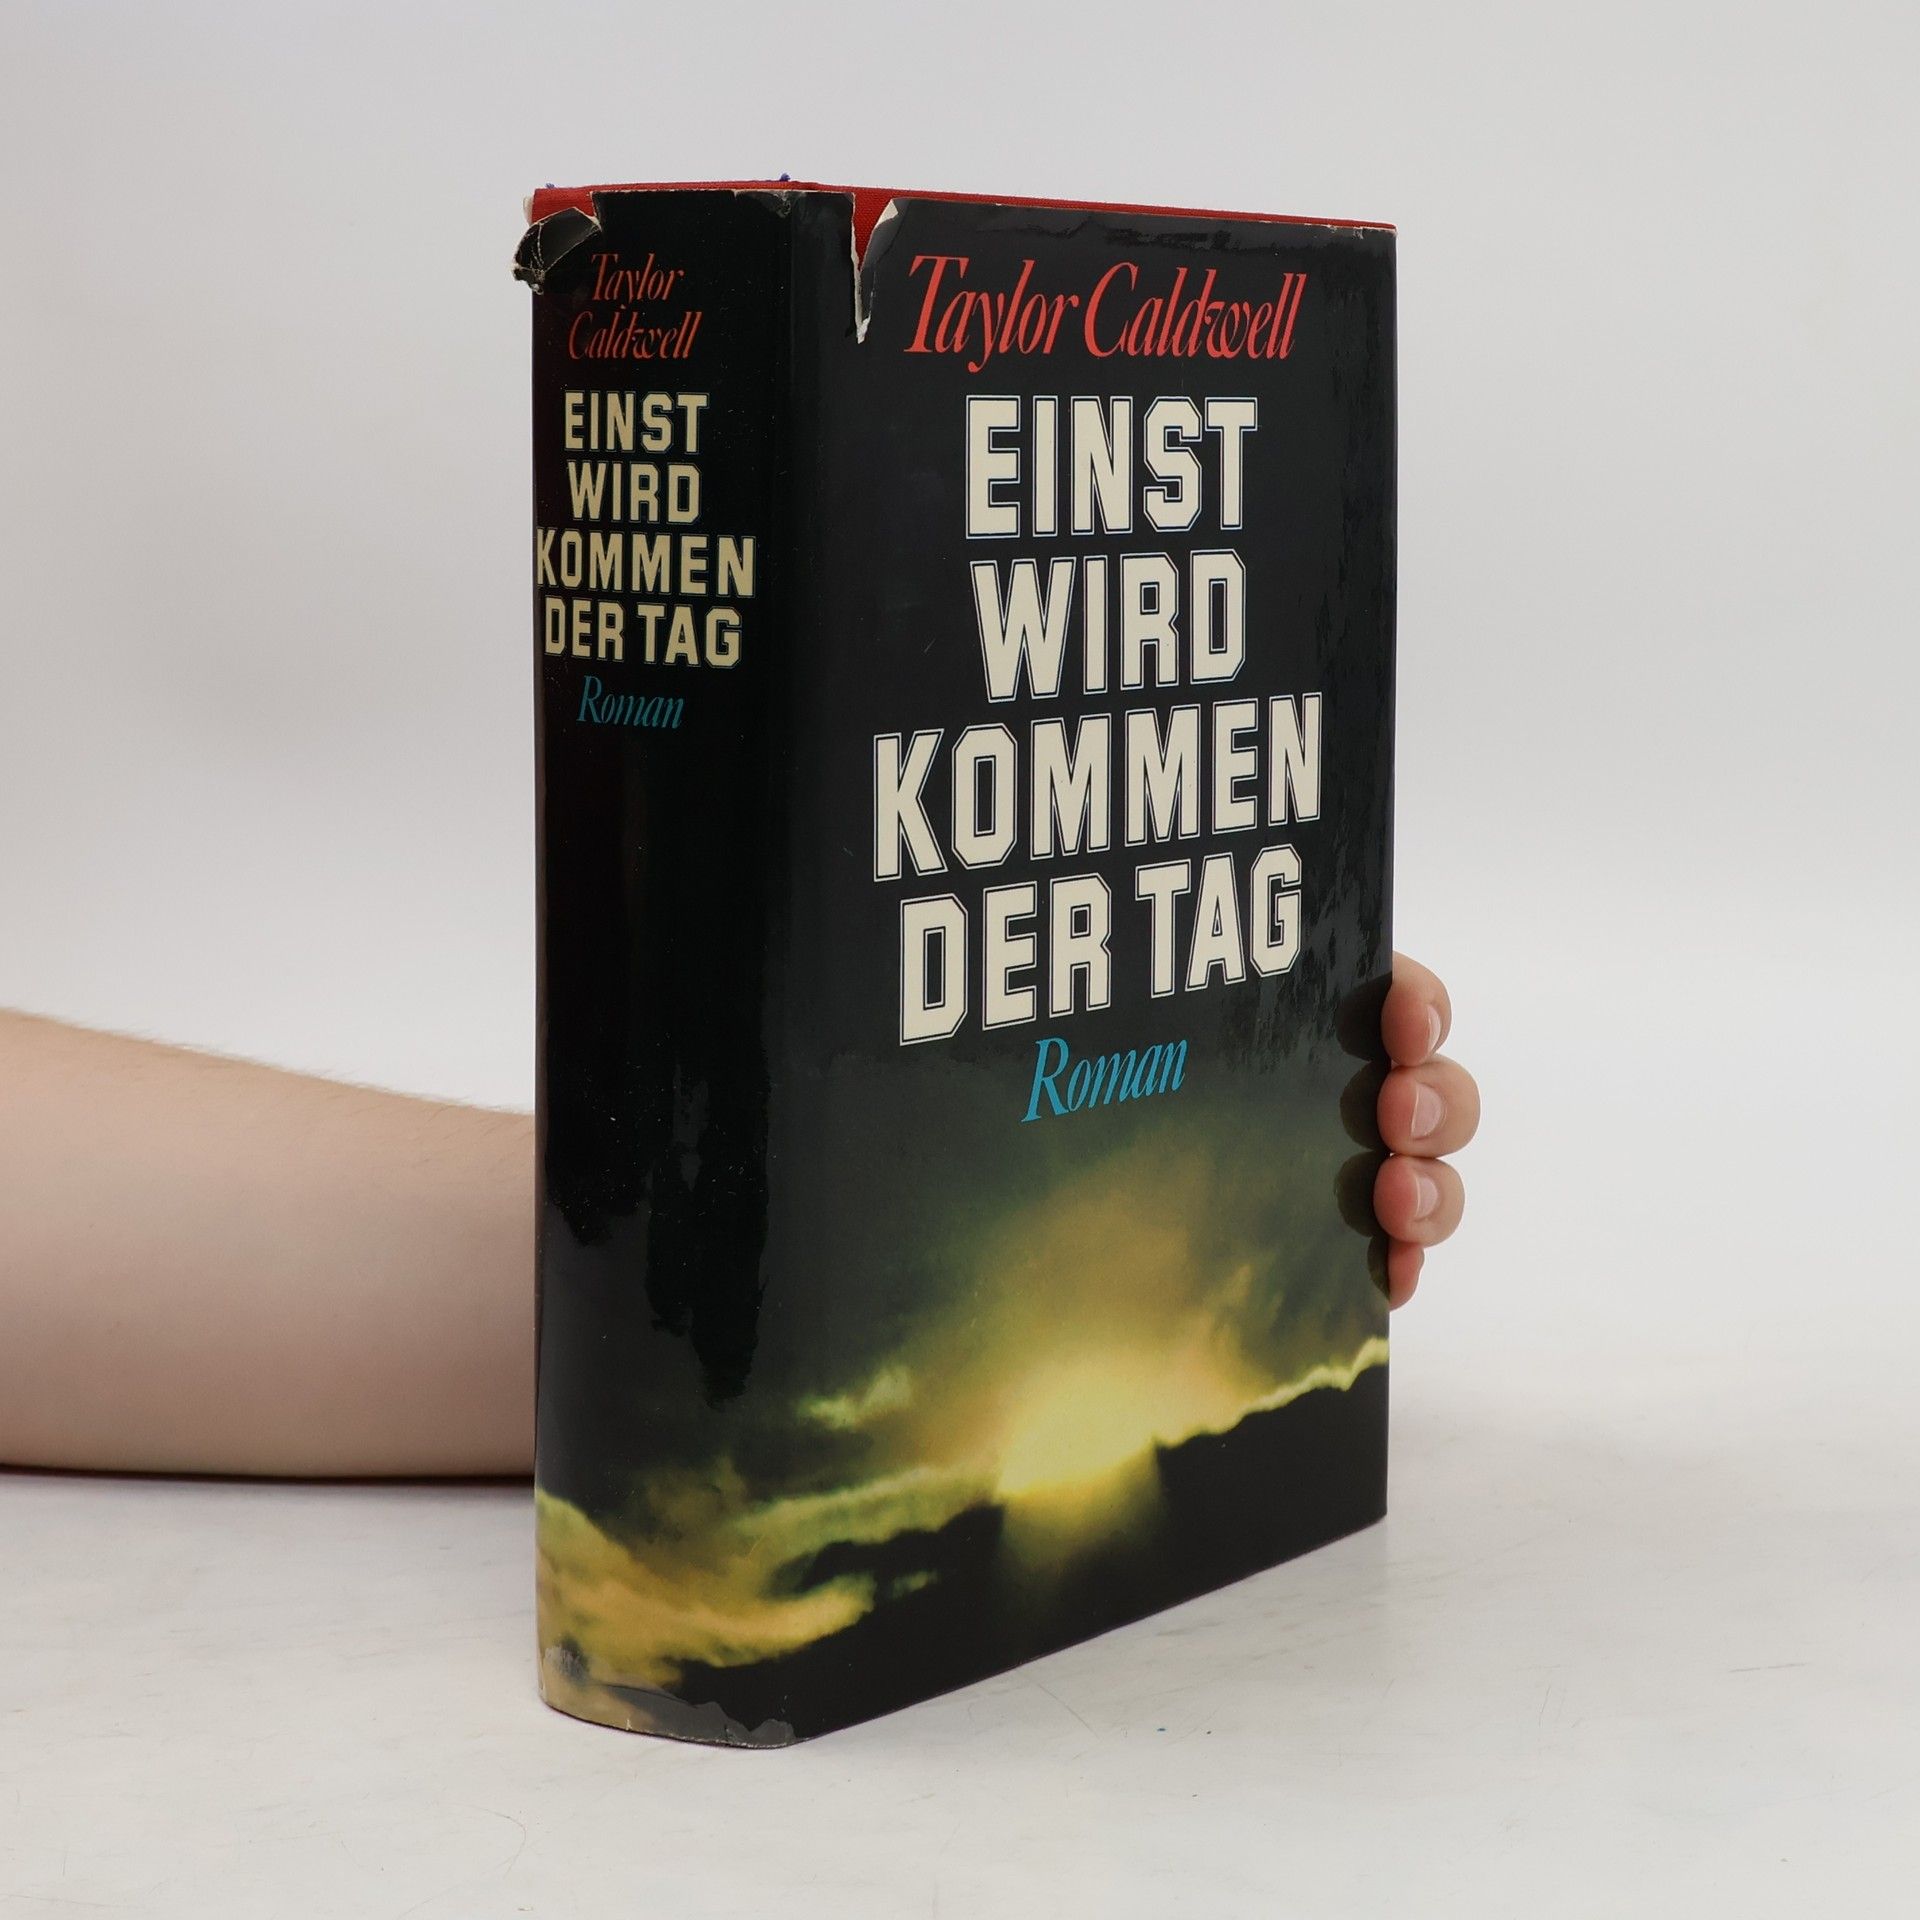 Taylor
Caldwell
EINST
WIRD
KOMMEN
DER TAG
Roman
Taylor Caldwell
EINST
WIRD
KOMMEN
DER TAG
Roman